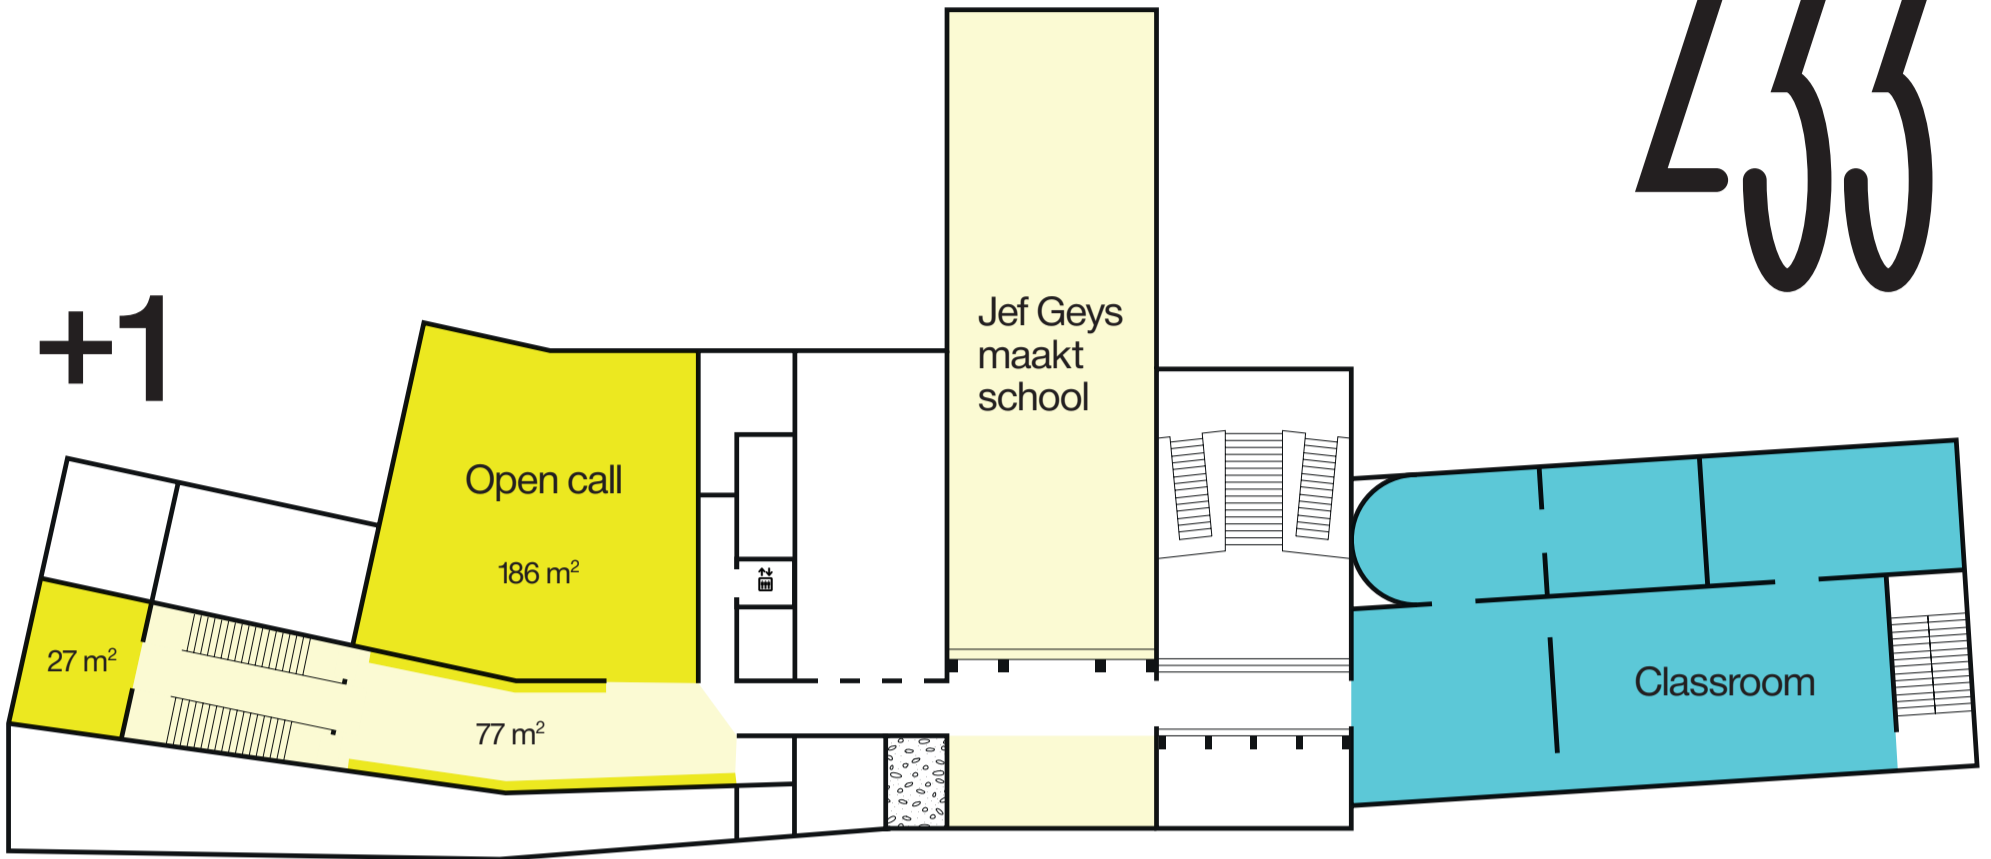 233
+1
Jef Geys
maakt
school
Open call
186 m²
27 m²
77 m²
Classroom